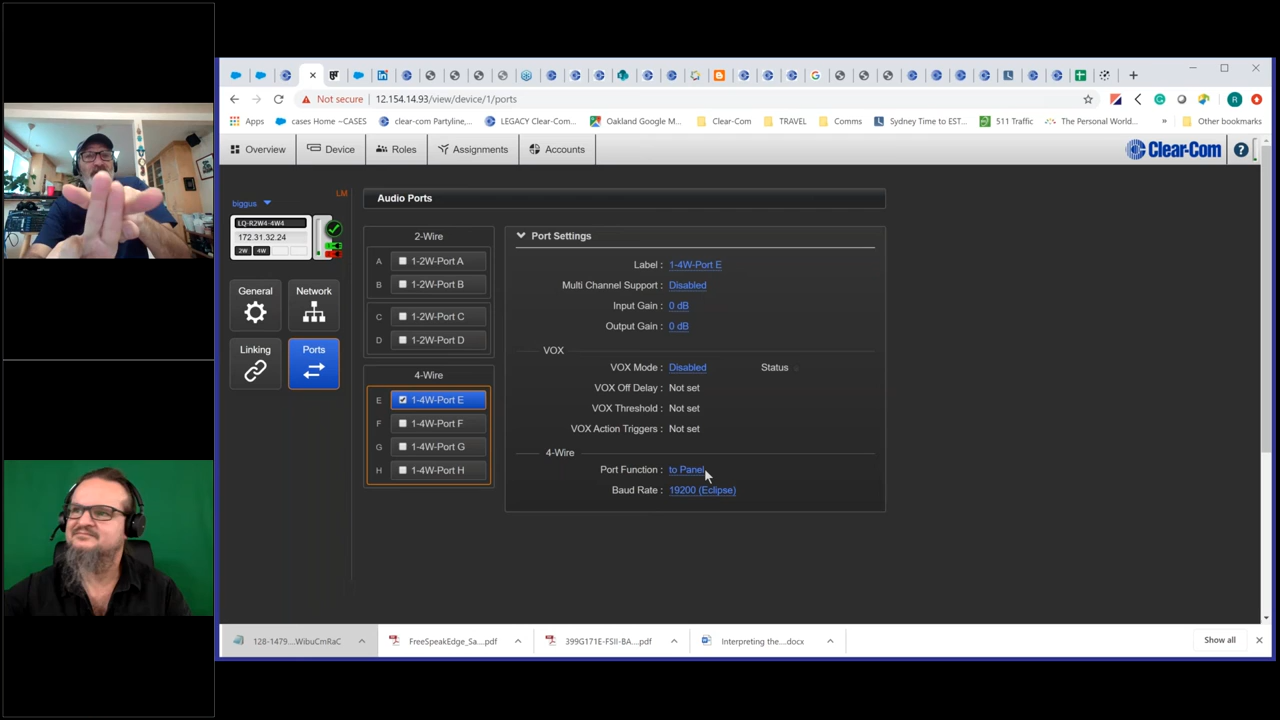 Not secure 12.154.14.93/view/device/1/ports
Apps cases Home ~CASES clear-com Partyline,... LEGACY Clear-Com... Oakland Google M... Clear-Com TRAVEL Comms Sydney Time to EST... 511 Traffic The Personal World... » Other bookmarks
Overview Device Roles Assignments Accounts Clear-Com ?
LM
biggus
LQ-R2W4-4W4
172.31.32.24
2W 4W
General Network
Linking Ports
Audio Ports
2-Wire
A 1-2W-Port A
B 1-2W-Port B
C 1-2W-Port C
D 1-2W-Port D
4-Wire
E 1-4W-Port E
F 1-4W-Port F
G 1-4W-Port G
H 1-4W-Port H
Port Settings
Label : 1-4W-Port E
Multi Channel Support : Disabled
Input Gain : 0 dB
Output Gain : 0 dB
VOX
VOX Mode : Disabled Status
VOX Off Delay : Not set
VOX Threshold : Not set
VOX Action Triggers : Not set
4-Wire
Port Function : to Panel
Baud Rate : 19200 (Eclipse)
128-1479....WibuCmRaC FreeSpeakEdge_Sa....pdf 399G171E-FSII-BA....pdf Interpreting the....docx Show all